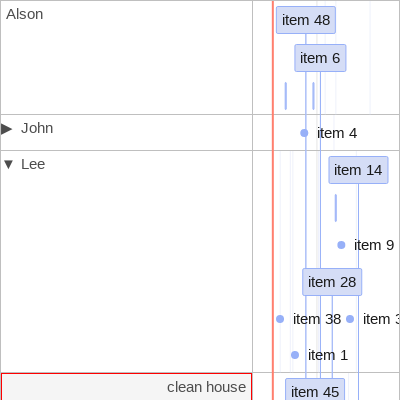 Alson
item 48
item 6
▶ John
item 4
▼ Lee
item 14
item 9
item 28
item 38
item 1
clean house
item 45